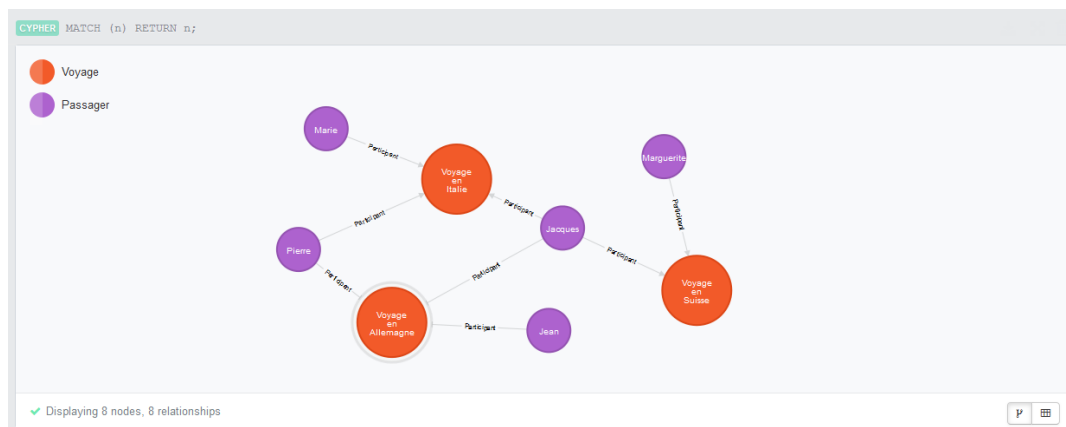 CYPHER MATCH (n) RETURN n;
Voyage
Passager
Marie
Participant
Voyage
en
Italie
Marguerite
Participant
Participant
Participant
Jacques
Pierre
Participant
Participant
Participant
Voyage
en
Suisse
Voyage
en
Allemagne
Participant
Jean
Displaying 8 nodes, 8 relationships